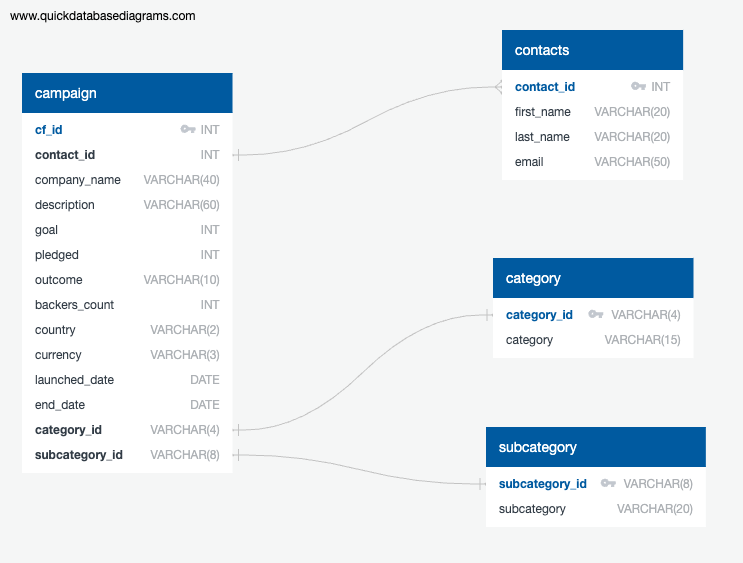 www.quickdatabasediagrams.com
campaign
cf_id INT
contact_id INT
company_name VARCHAR(40)
description VARCHAR(60)
goal INT
pledged INT
outcome VARCHAR(10)
backers_count INT
country VARCHAR(2)
currency VARCHAR(3)
launched_date DATE
end_date DATE
category_id VARCHAR(4)
subcategory_id VARCHAR(8)
contacts
contact_id INT
first_name VARCHAR(20)
last_name VARCHAR(20)
email VARCHAR(50)
category
category_id VARCHAR(4)
category VARCHAR(15)
subcategory
subcategory_id VARCHAR(8)
subcategory VARCHAR(20)